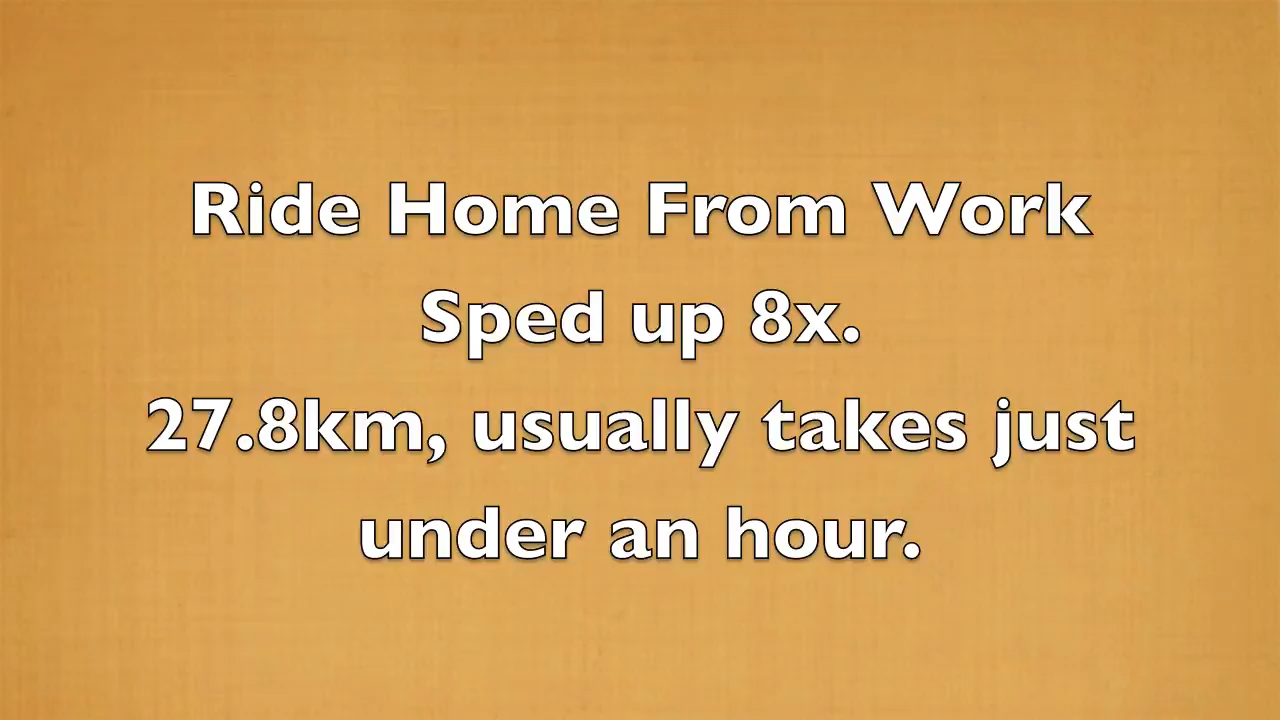 Ride Home From Work
Sped up 8x.
27.8km, usually takes just
under an hour.